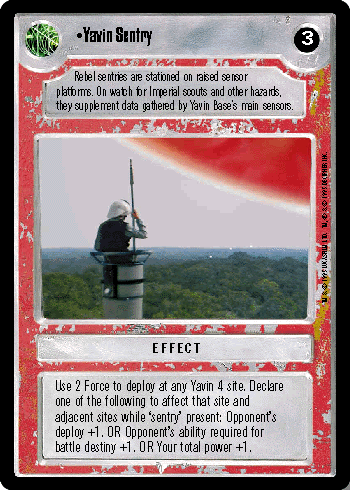 •Yavin Sentry
3
Rebel sentries are stationed on raised sensor
platforms. On watch for Imperial scouts and other hazards,
they supplement data gathered by Yavin Base's main sensors.
EFFECT
Use 2 Force to deploy at any Yavin 4 site. Declare
one of the following to affect that site and
adjacent sites while 'sentry' present: Opponent's
deploy +1. OR Opponent's ability required for
battle destiny +1. OR Your total power +1.